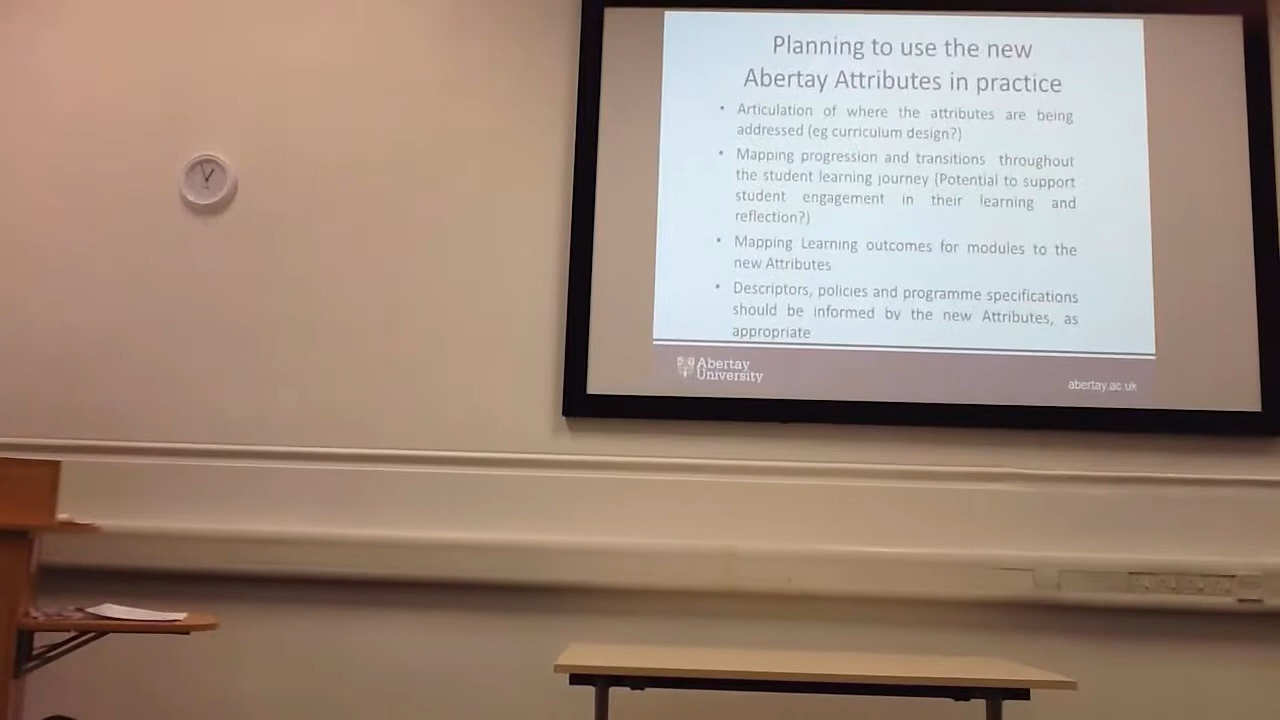 Planning to use the new
Abertay Attributes in practice
• Articulation of where the attributes are being
addressed (eg curriculum design?)
• Mapping progression and transitions throughout
the student learning journey (Potential to support
student engagement in their learning and
reflection?)
• Mapping Learning outcomes for modules to the
new Attributes
• Descriptors, policies and programme specifications
should be informed by the new Attributes, as
appropriate
Abertay
University
abertay.ac.uk